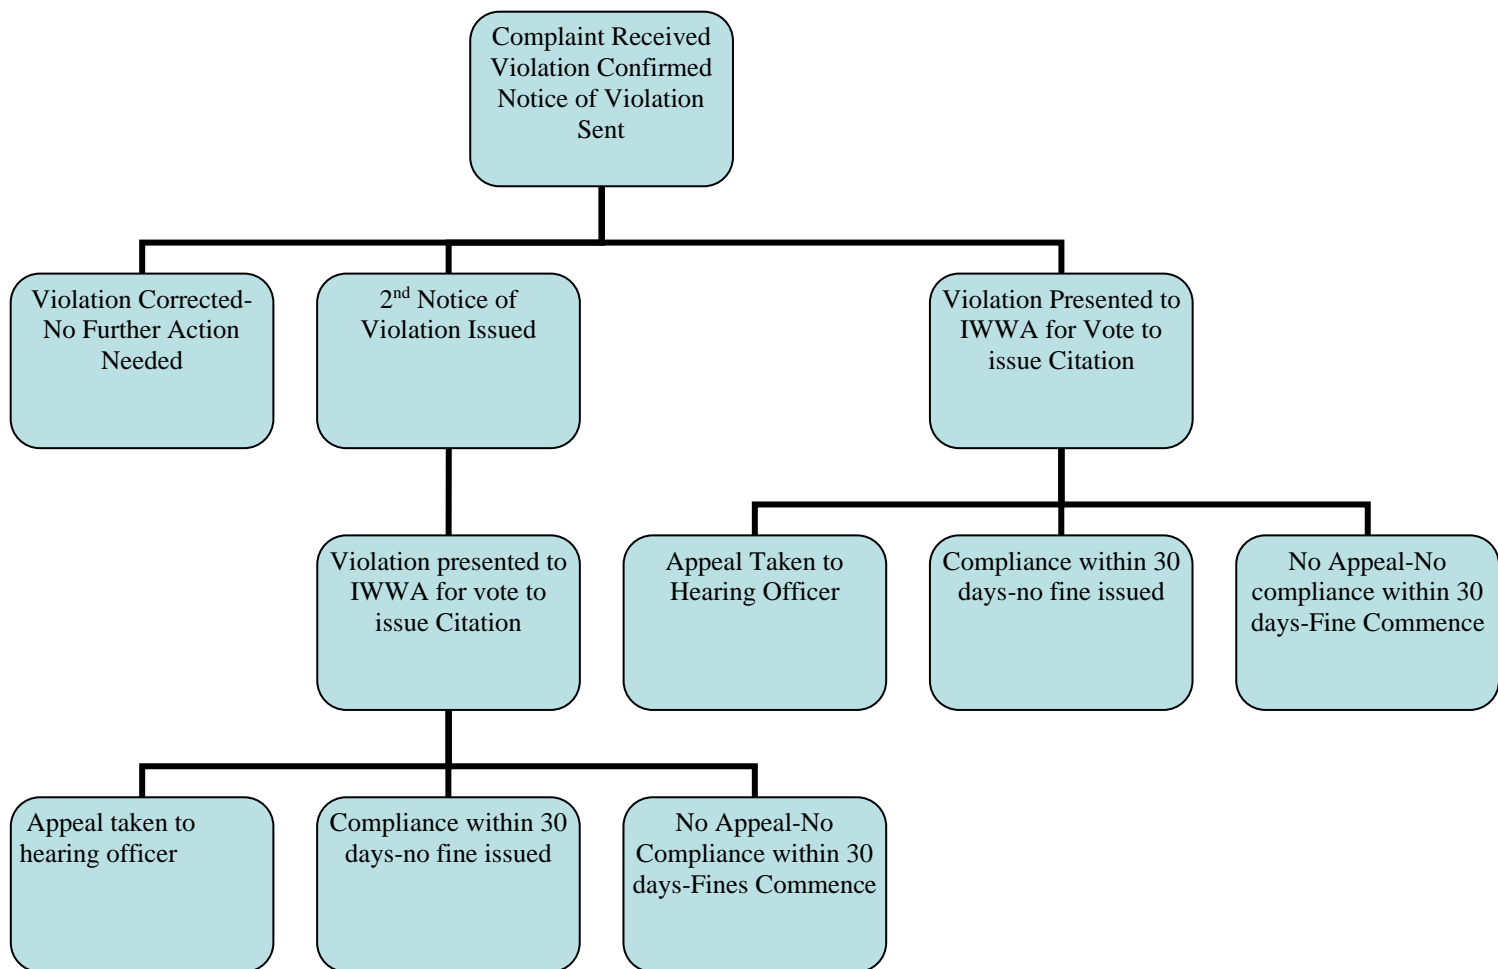 Complaint Received
Violation Confirmed
Notice of Violation
Sent
Violation Corrected-
No Further Action
Needed
2nd Notice of
Violation Issued
Violation Presented to
IWWA for Vote to
issue Citation
Violation presented to
IWWA for vote to
issue Citation
Appeal Taken to
Hearing Officer
Compliance within 30
days-no fine issued
No Appeal-No
compliance within 30
days-Fine Commence
Appeal taken to
hearing officer
Compliance within 30
days-no fine issued
No Appeal-No
Compliance within 30
days-Fines Commence